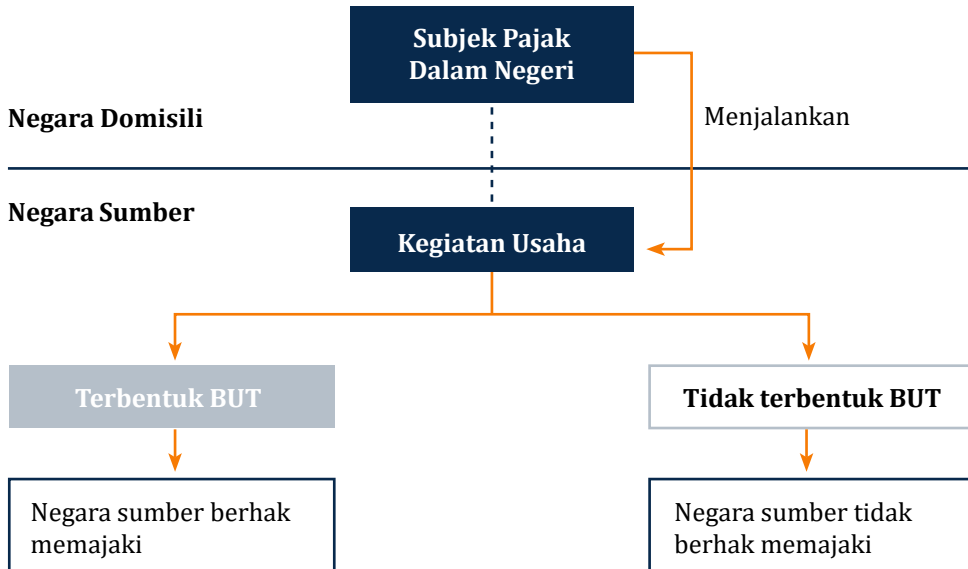 Subjek Pajak
Dalam Negeri
Negara Domisili
Menjalankan
Negara Sumber
Kegiatan Usaha
Terbentuk BUT
Tidak terbentuk BUT
Negara sumber berhak
memajaki
Negara sumber tidak
berhak memajaki